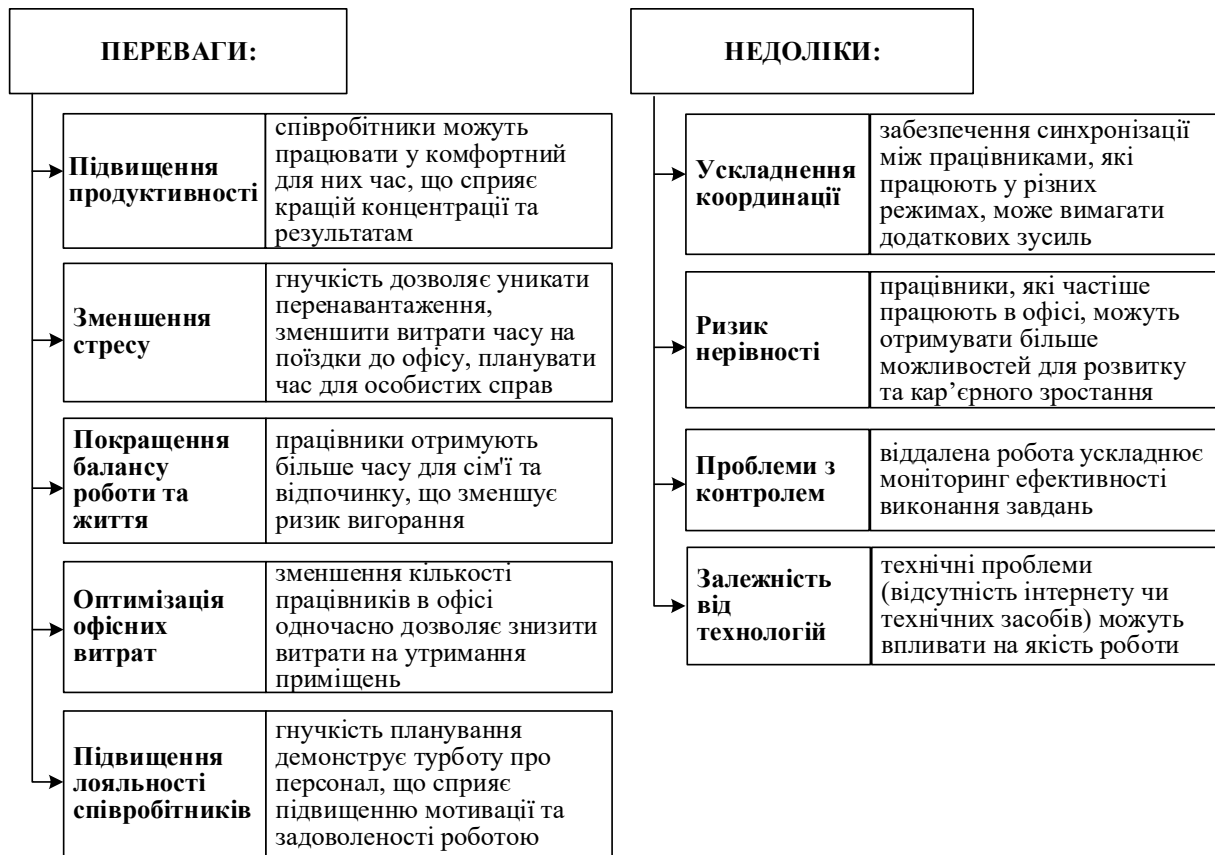 ПЕРЕВАГИ:
Підвищення
продуктивності
співробітники можуть
працювати у комфортний
для них час, що сприяє
кращій концентрації та
результатам
Зменшення
стресу
гнучкість дозволяє уникати
перенавантаження,
зменшити витрати часу на
поїздки до офісу, планувати
час для особистих справ
Покращення
балансу
роботи та
життя
працівники отримують
більше часу для сім'ї та
відпочинку, що зменшує
ризик вигорання
Оптимізація
офісних
витрат
зменшення кількості
працівників в офісі
одночасно дозволяє знизити
витрати на утримання
приміщень
Підвищення
лояльності
співробітників
гнучкість планування
демонструє турботу про
персонал, що сприяє
підвищенню мотивації та
задоволеності роботою
НЕДОЛІКИ:
Ускладнення
координації
забезпечення синхронізації
між працівниками, які
працюють у різних
режимах, може вимагати
додаткових зусиль
Ризик
нерівності
працівники, які частіше
працюють в офісі, можуть
отримувати більше
можливостей для розвитку
та кар’єрного зростання
Проблеми з
контролем
віддалена робота ускладнює
моніторинг ефективності
виконання завдань
Залежність
від
технологій
технічні проблеми
(відсутність інтернету чи
технічних засобів) можуть
впливати на якість роботи